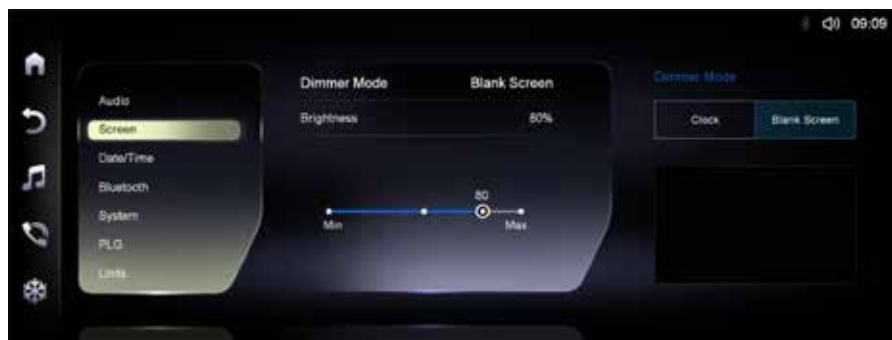 09:09
Audio
Screen
Date/Time
Bluetooth
System
PLG
Units
Dimmer Mode Blank Screen
Brightness 80%
80
Min Max
Dimmer Mode
Clock Blank Screen